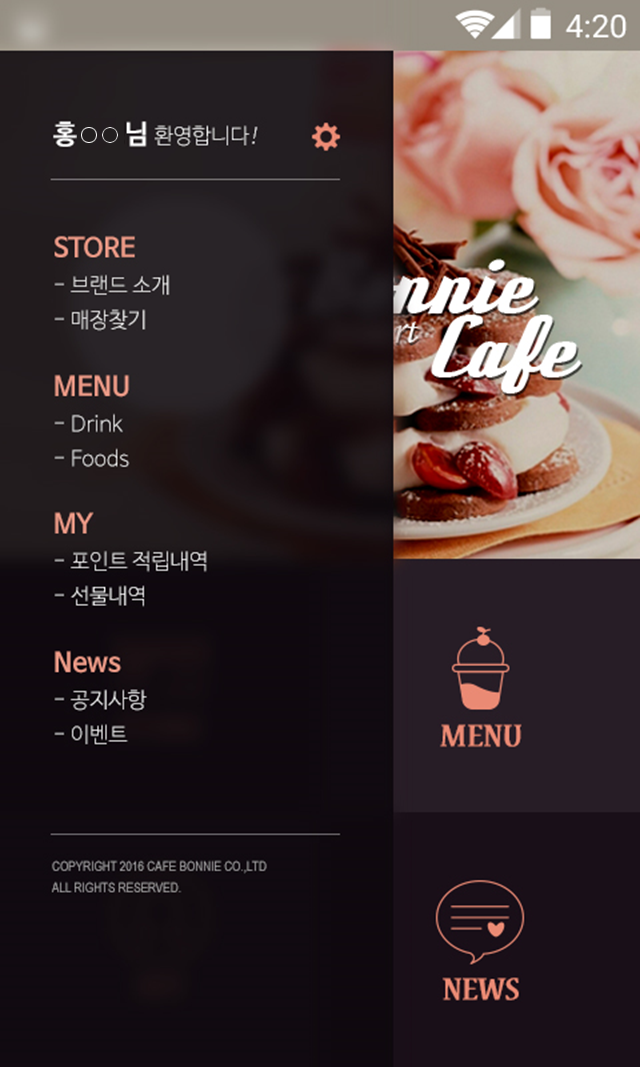 4:20
홍○○님 환영합니다!
STORE
- 브랜드 소개
- 매장찾기
MENU
- Drink
- Foods
MY
- 포인트 적립내역
- 선물내역
News
- 공지사항
- 이벤트
COPYRIGHT 2016 CAFE BONNIE CO.,LTD
ALL RIGHTS RESERVED.
nnie
rt
Cafe
MENU
NEWS